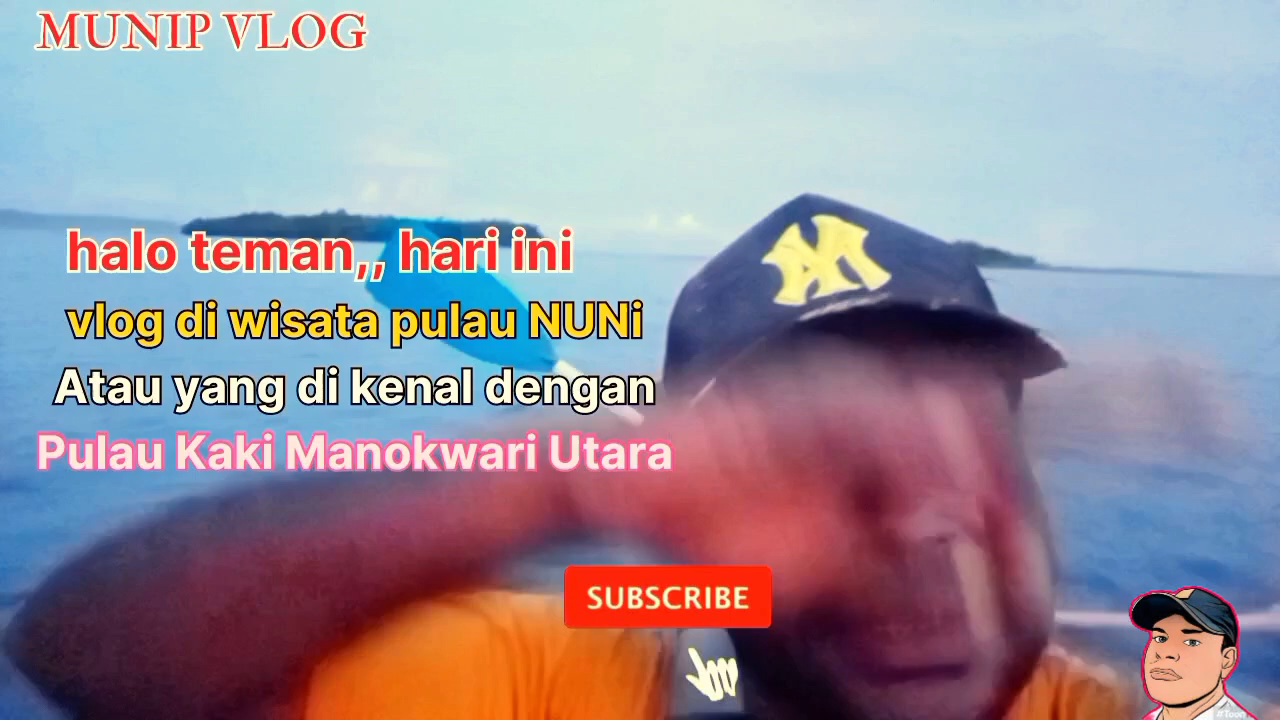 MUNIP VLOG
halo teman,, hari ini
vlog di wisata pulau NUNi
Atau yang di kenal dengan
Pulau Kaki Manokwari Utara
SUBSCRIBE